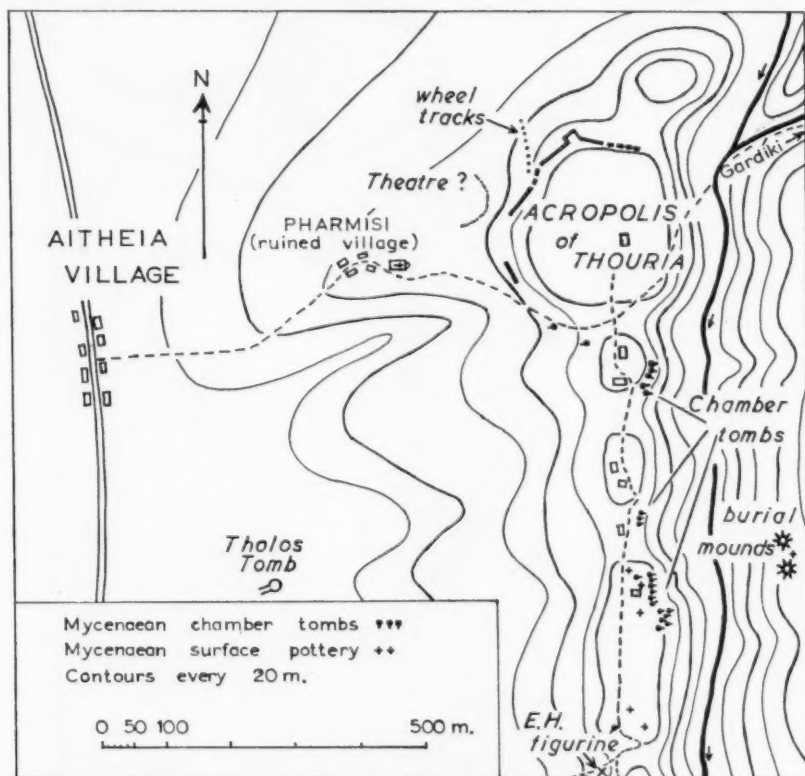 N
wheel
tracks
Gardiki
Theatre ?
ACROPOLIS
of
THOURIA
PHARMISI
(ruined village)
AITHEIA
VILLAGE
Chamber
tombs
burial
mounds
Tholos
Tomb
Mycenaean chamber tombs
Mycenaean surface pottery
Contours every 20 m.
0 50 100 500 m.
E.H.
figurine